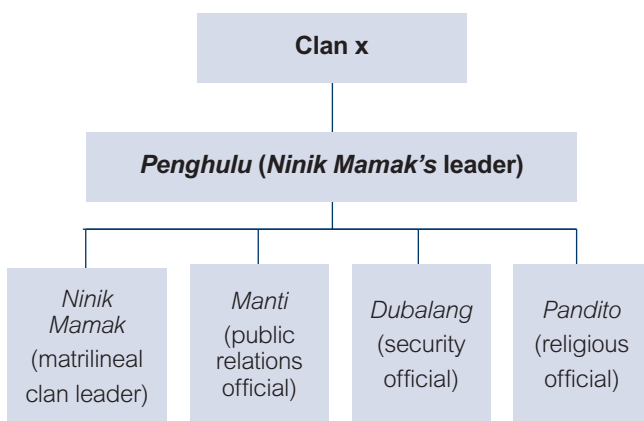 Clan x
Penghulu (Ninik Mamak's leader)
Ninik
Mamak
(matrilineal
clan leader)
Manti
(public
relations
official)
Dubalang
(security
official)
Pandito
(religious
official)